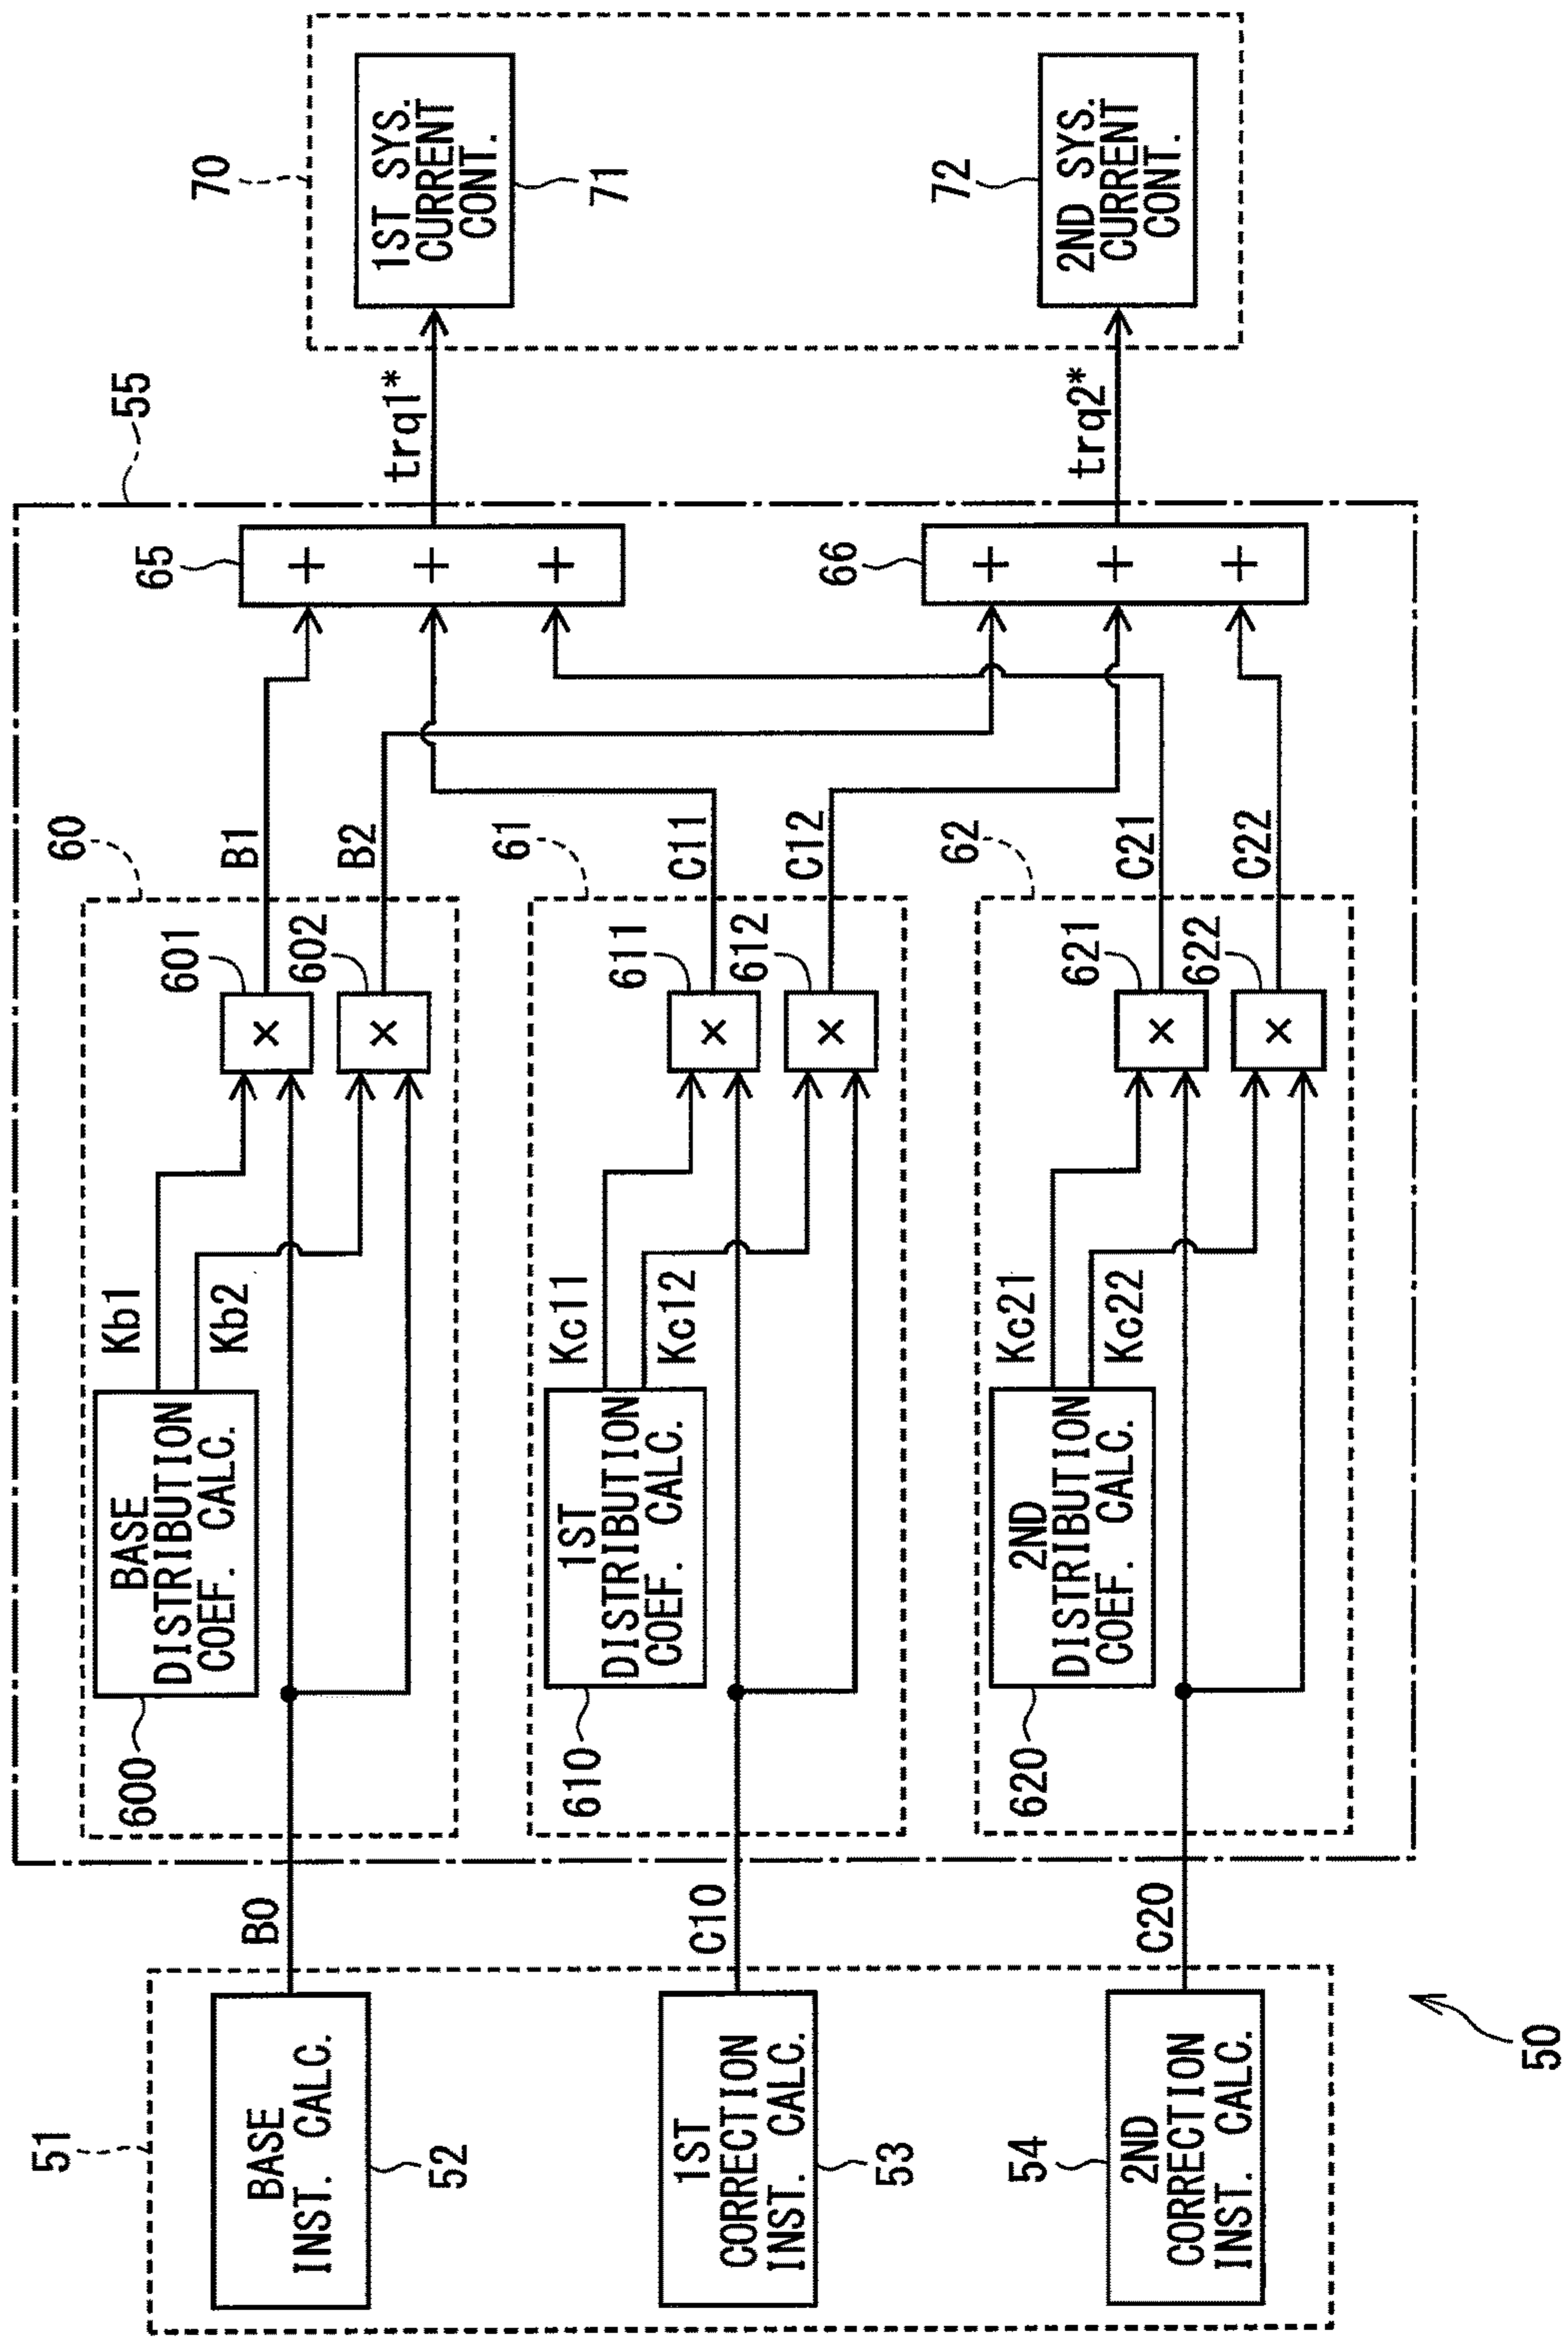 51
BASE
INST. CALC.
52
1ST
CORRECTION
INST. CALC.
53
2ND
CORRECTION
INST. CALC.
54
50
B0
C10
C20
55
60
BASE
DISTRIBUTION
COEF. CALC.
600
Kb1
Kb2
×
601
×
602
B1
B2
61
1ST
DISTRIBUTION
COEF. CALC.
610
Kc11
Kc12
×
611
×
612
C11
C12
62
2ND
DISTRIBUTION
COEF. CALC.
620
Kc21
Kc22
×
621
×
622
C21
C22
65
+
+
+
66
+
+
+
trq1*
trq2*
70
1ST SYS.
CURRENT
CONT.
71
2ND SYS.
CURRENT
CONT.
72